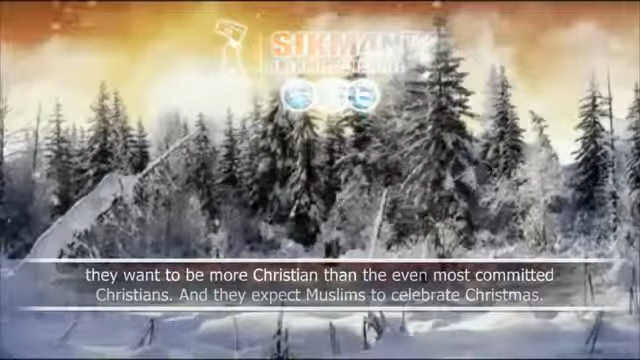 they want to be more Christian than the even most committed
Christians. And they expect Muslims to celebrate Christmas.